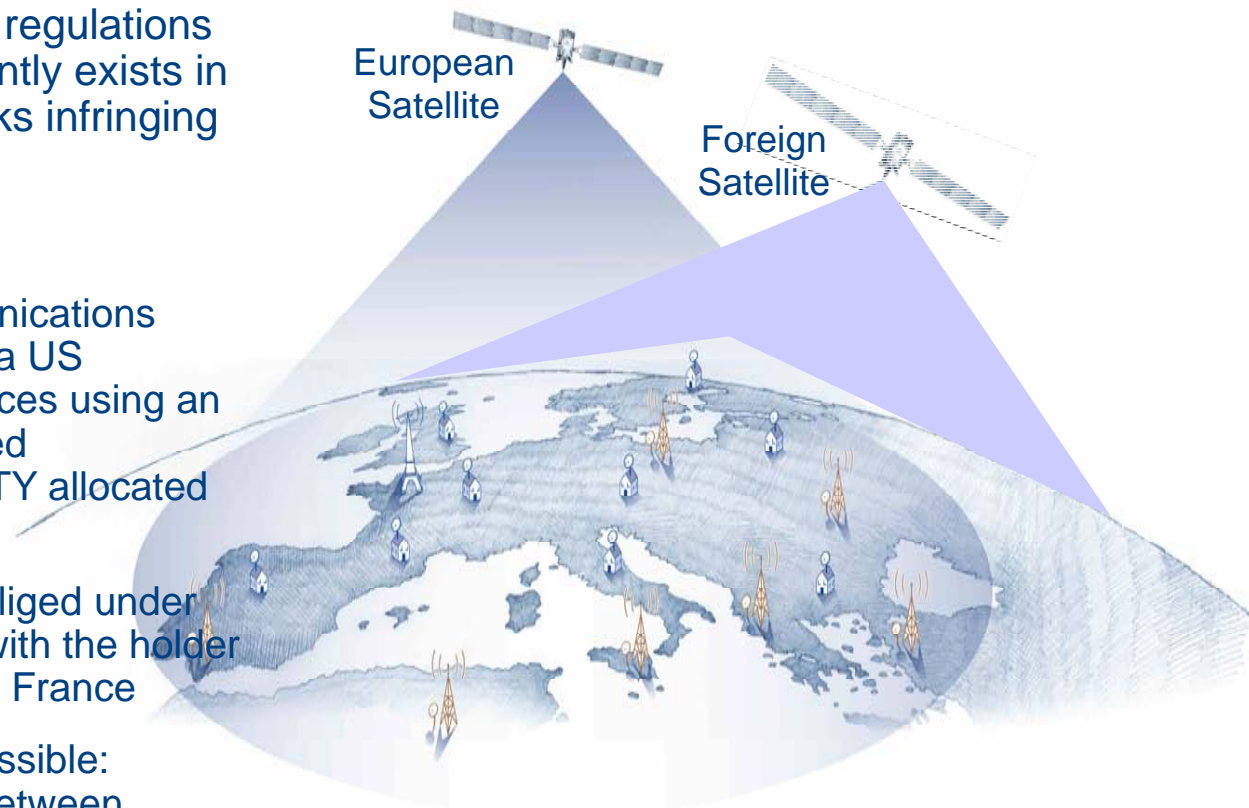 regulations
ntly exists in
ks infringing
European
Satellite
Foreign
Satellite
nications
a US
ces using an
ed
TY allocated
liged under
with the holder
France
ssible:
between